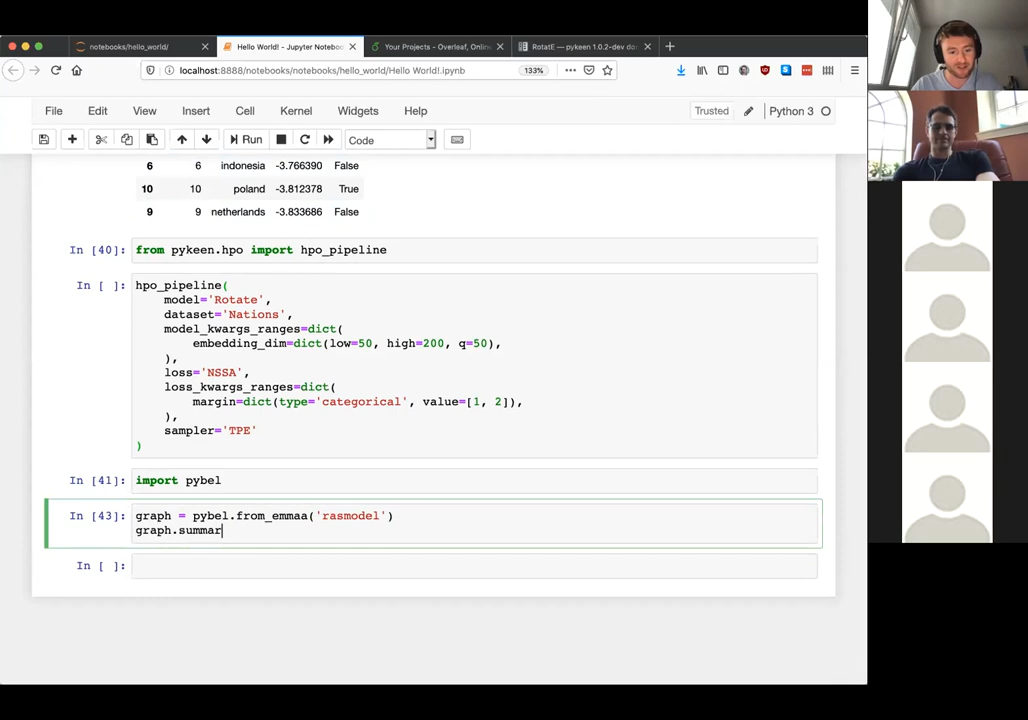 notebooks/hello_world/
Hello World! - Jupyter Noteboo
Your Projects - Overleaf, Online
RotatE — pykeen 1.0.2-dev do
localhost:8888/notebooks/notebooks/hello_world/Hello World!.ipynb
133%
File Edit View Insert Cell Kernel Widgets Help
Trusted
Python 3
Run
Code
6 6 indonesia -3.766390 False
10 10 poland -3.812378 True
9 9 netherlands -3.833686 False
In [40]: from pykeen.hpo import hpo_pipeline
In [ ]: hpo_pipeline(
model='Rotate',
dataset='Nations',
model_kwargs_ranges=dict(
embedding_dim=dict(low=50, high=200, q=50),
),
loss='NSSA',
loss_kwargs_ranges=dict(
margin=dict(type='categorical', value=[1, 2]),
),
sampler='TPE'
)
In [41]: import pybel
In [43]: graph = pybel.from_emmaa('rasmodel')
graph.summar
In [ ]: